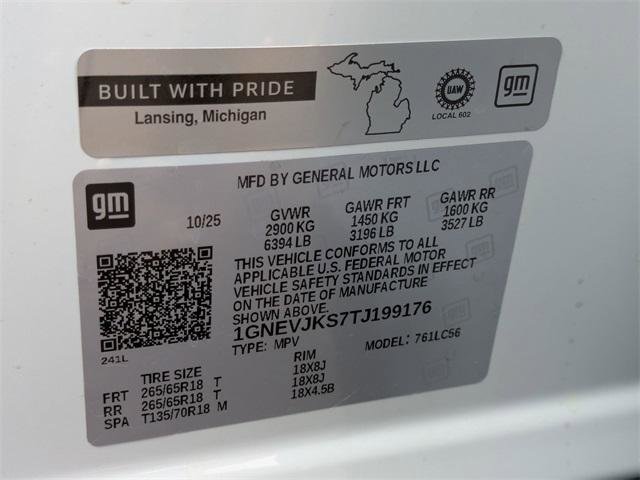 BUILT WITH PRIDE
Lansing, Michigan
UAW
LOCAL 602
gm
gm
MFD BY GENERAL MOTORS LLC
10/25 GVWR GAWR FRT GAWR RR
2900 KG 1450 KG 1600 KG
6394 LB 3196 LB 3527 LB
THIS VEHICLE CONFORMS TO ALL
APPLICABLE U.S. FEDERAL MOTOR
VEHICLE SAFETY STANDARDS IN EFFECT
ON THE DATE OF MANUFACTURE
SHOWN ABOVE.
1GNEVJKS7TJ199176
TYPE: MPV MODEL: 761LC56
241L
TIRE SIZE RIM
FRT 265/65R18 T 18X8J
RR 265/65R18 T 18X8J
SPA T135/70R18 M 18X4.5B